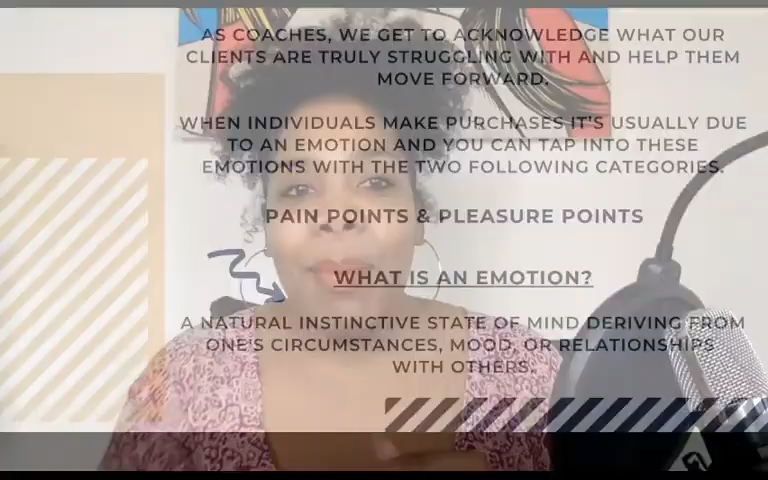 AS COACHES, WE GET TO ACKNOWLEDGE WHAT OUR
CLIENTS ARE TRULY STRUGGLING WITH AND HELP THEM
MOVE FORWARD.
WHEN INDIVIDUALS MAKE PURCHASES IT'S USUALLY DUE
TO AN EMOTION AND YOU CAN TAP INTO THESE
EMOTIONS WITH THE TWO FOLLOWING CATEGORIES.
PAIN POINTS & PLEASURE POINTS
WHAT IS AN EMOTION?
A NATURAL INSTINCTIVE STATE OF MIND DERIVING FROM
ONE'S CIRCUMSTANCES, MOOD, OR RELATIONSHIPS
WITH OTHERS.